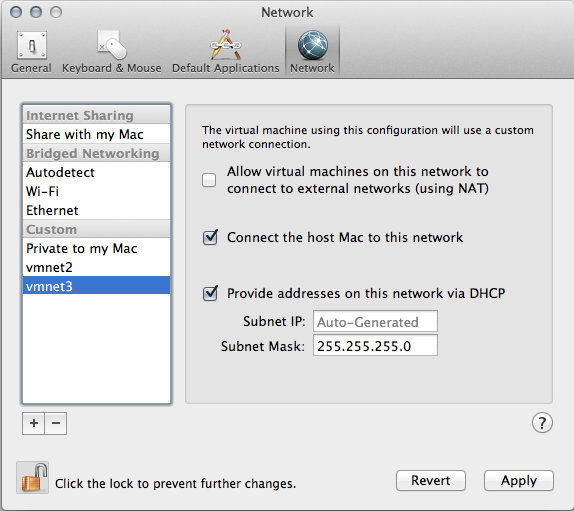 Network
General
Keyboard & Mouse
Default Applications
Network
Internet Sharing
Share with my Mac
Bridged Networking
Autodetect
Wi-Fi
Ethernet
Custom
Private to my Mac
vmnet2
vmnet3
+ −
The virtual machine using this configuration will use a custom
network connection.
Allow virtual machines on this network to
connect to external networks (using NAT)
Connect the host Mac to this network
Provide addresses on this network via DHCP
Subnet IP: Auto-Generated
Subnet Mask: 255.255.255.0
?
Click the lock to prevent further changes.
Revert
Apply